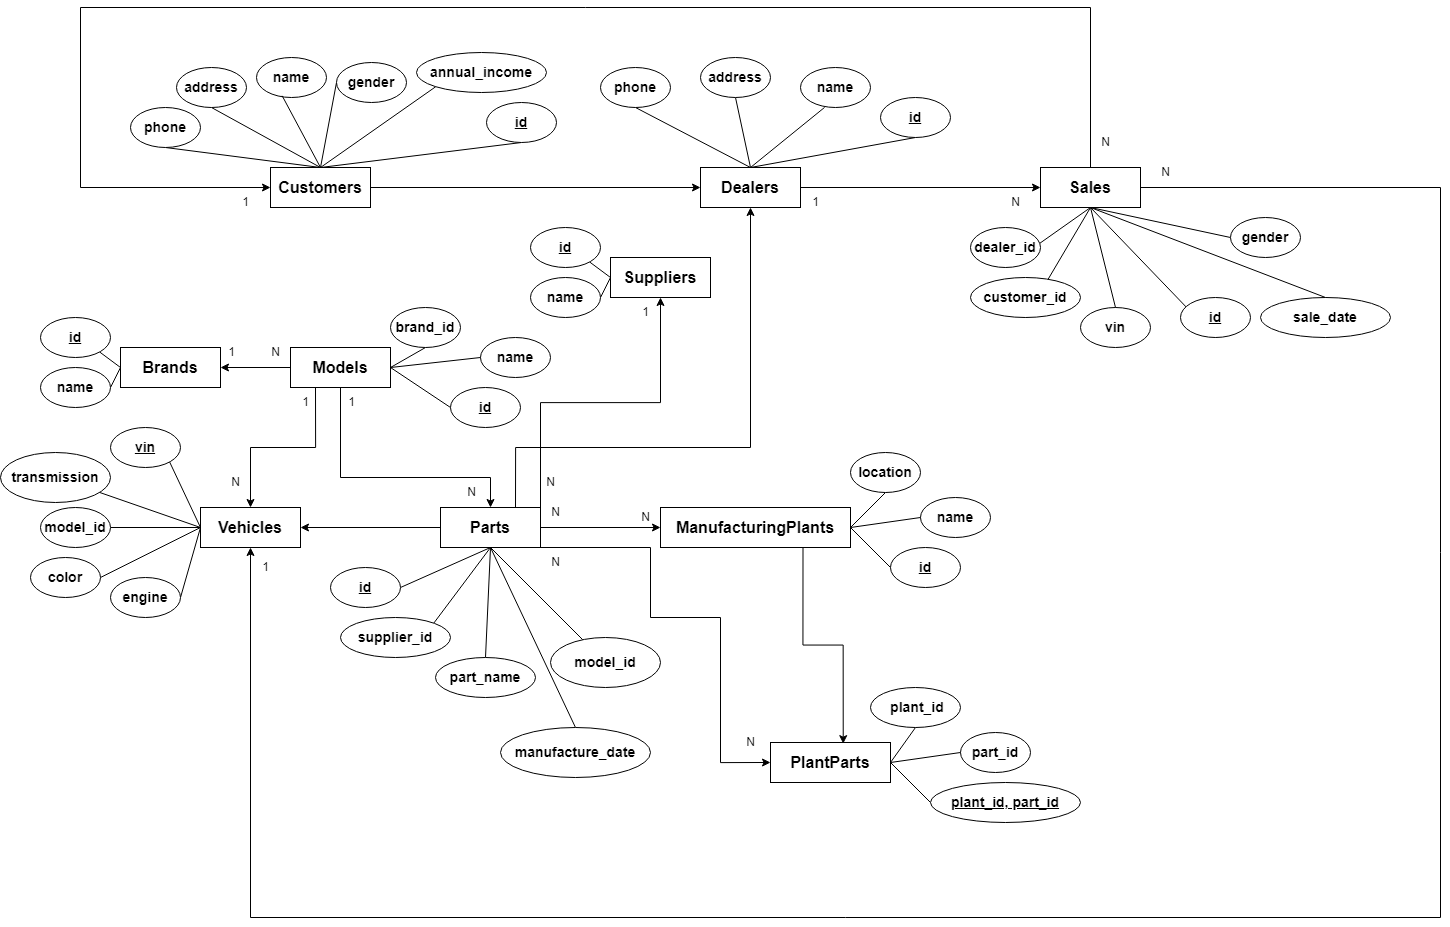 annual_income
name
gender
address
phone
id
address
name
phone
id
phone
N
N
Customers
Dealers
Sales
1
1
N
dealer_id
gender
id
Suppliers
customer_id
name
1
vin
id
sale_date
id
brand_id
name
1
N
Brands
Models
name
id
1
1
vin
transmission
location
N
N
N
N
N
name
model_id
Vehicles
Parts
ManufacturingPlants
1
N
color
id
id
engine
supplier_id
part_name
model_id
plant_id
manufacture_date
N
part_id
PlantParts
plant_id, part_id